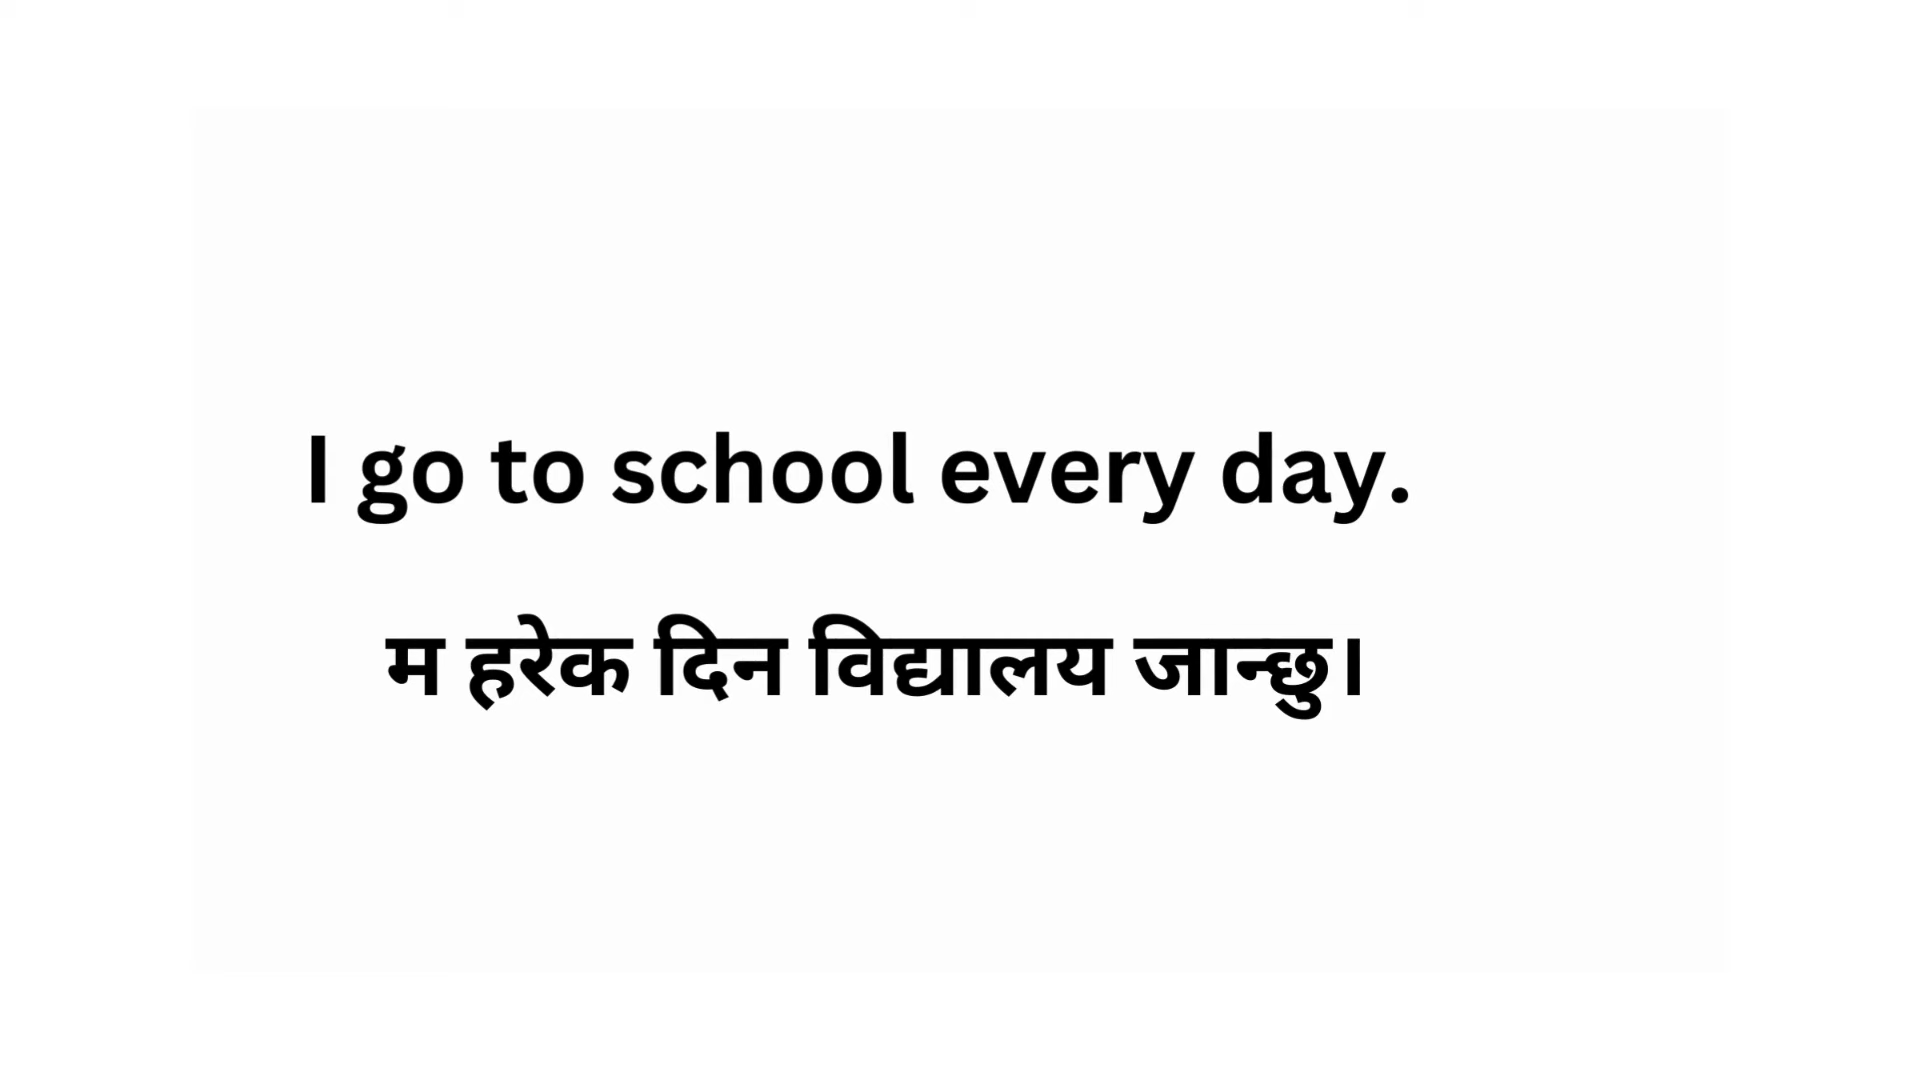 I go to school every day.
म हरेक दिन विद्यालय जान्छु।